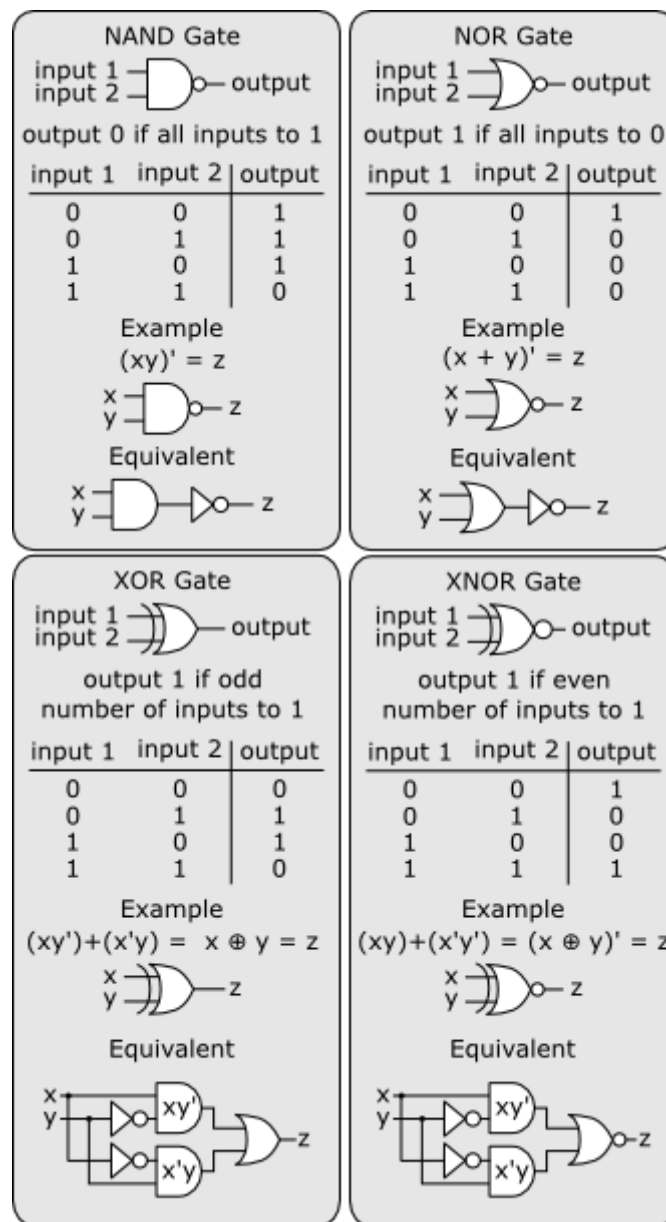 NAND Gate
input 1
input 2
output
output 0 if all inputs to 1
input 1 input 2 output
0 0 1
0 1 1
1 0 1
1 1 0
Example
(xy)' = z
x
y
z
Equivalent
x
y
z
NOR Gate
input 1
input 2
output
output 1 if all inputs to 0
input 1 input 2 output
0 0 1
0 1 0
1 0 0
1 1 0
Example
(x + y)' = z
x
y
z
Equivalent
x
y
z
XOR Gate
input 1
input 2
output
output 1 if odd
number of inputs to 1
input 1 input 2 output
0 0 0
0 1 1
1 0 1
1 1 0
Example
(xy')+(x'y) = x ⊕ y = z
x
y
z
Equivalent
x
y
xy'
x'y
z
XNOR Gate
input 1
input 2
output
output 1 if even
number of inputs to 1
input 1 input 2 output
0 0 1
0 1 0
1 0 0
1 1 1
Example
(xy)+(x'y') = (x ⊕ y)' = z
x
y
z
Equivalent
x
y
xy'
x'y
z